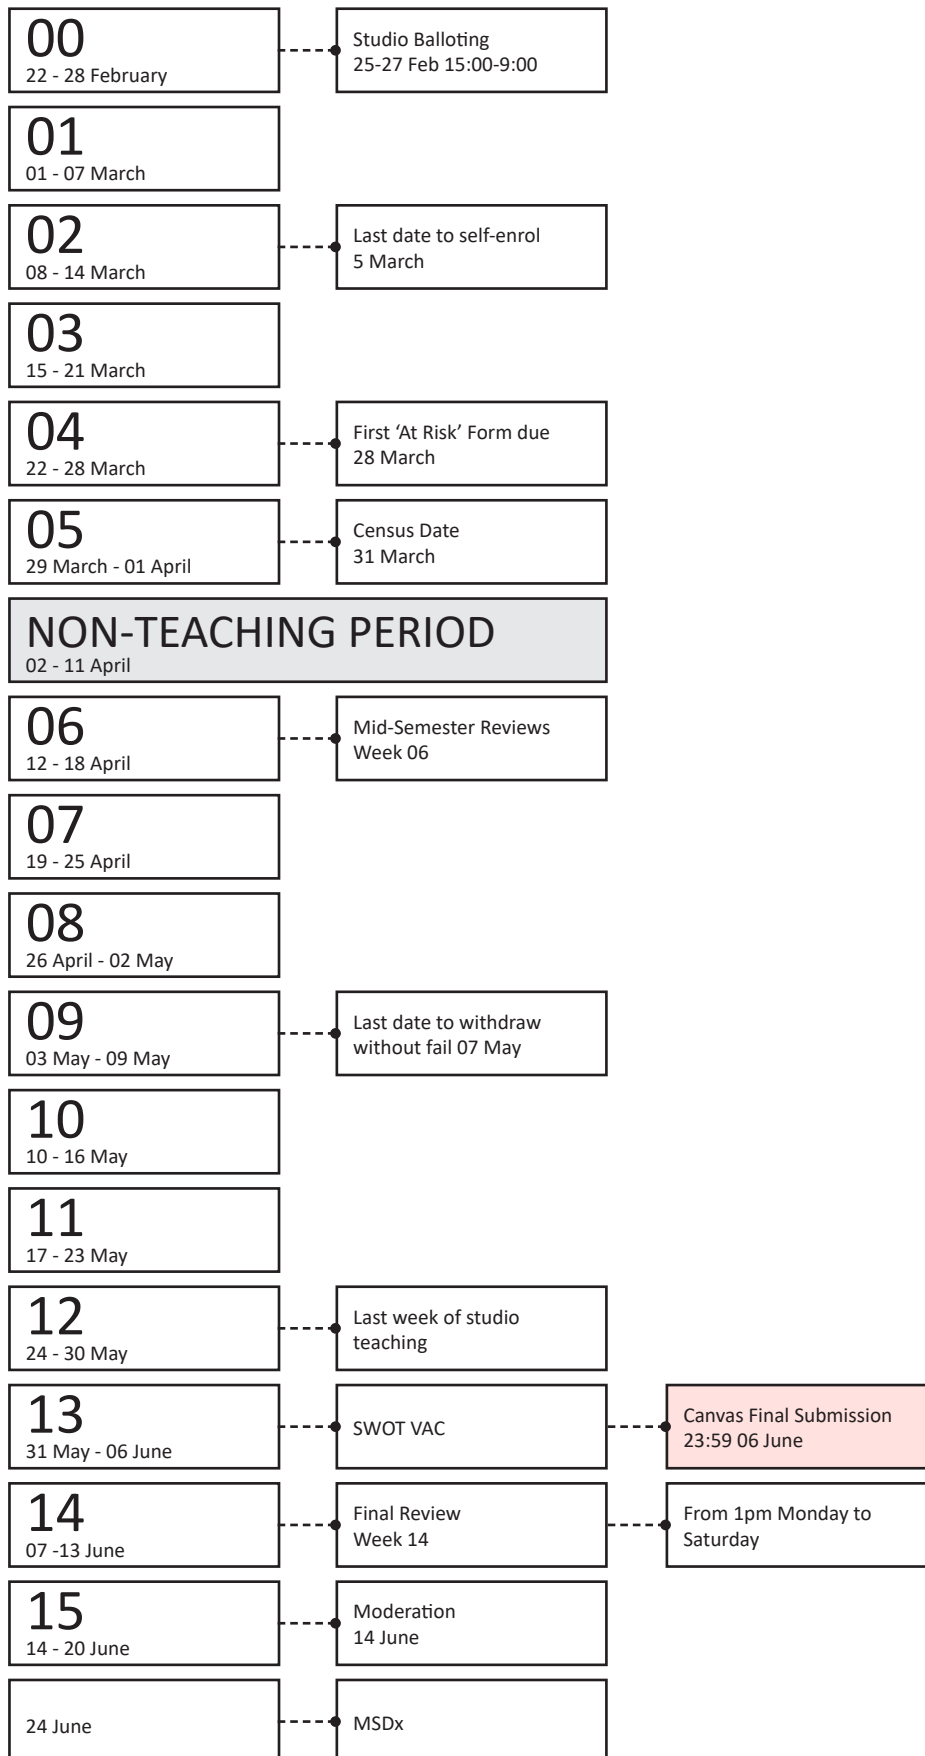 00
22 - 28 February
Studio Balloting
25-27 Feb 15:00-9:00
01
01 - 07 March
02
08 - 14 March
Last date to self-enrol
5 March
03
15 - 21 March
04
22 - 28 March
First ‘At Risk’ Form due
28 March
05
29 March - 01 April
Census Date
31 March
NON-TEACHING PERIOD
02 - 11 April
06
12 - 18 April
Mid-Semester Reviews
Week 06
07
19 - 25 April
08
26 April - 02 May
09
03 May - 09 May
Last date to withdraw
without fail 07 May
10
10 - 16 May
11
17 - 23 May
12
24 - 30 May
Last week of studio
teaching
13
31 May - 06 June
SWOT VAC
Canvas Final Submission
23:59 06 June
14
07 -13 June
Final Review
Week 14
From 1pm Monday to
Saturday
15
14 - 20 June
Moderation
14 June
24 June
MSDx